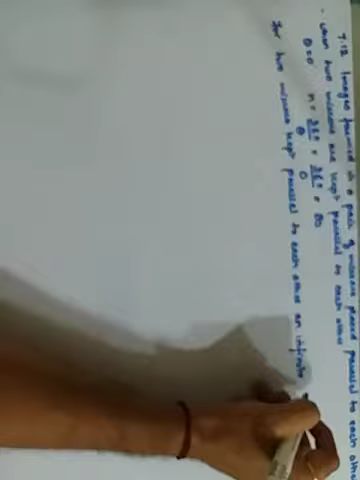 7.12 Images formed in a pair of mirrors placed parallel to each other
- when two mirrors are kept parallel to each other
θ=0 n = 360/θ = 360/0 = ∞
for two mirrors kept parallel to each other an infinite